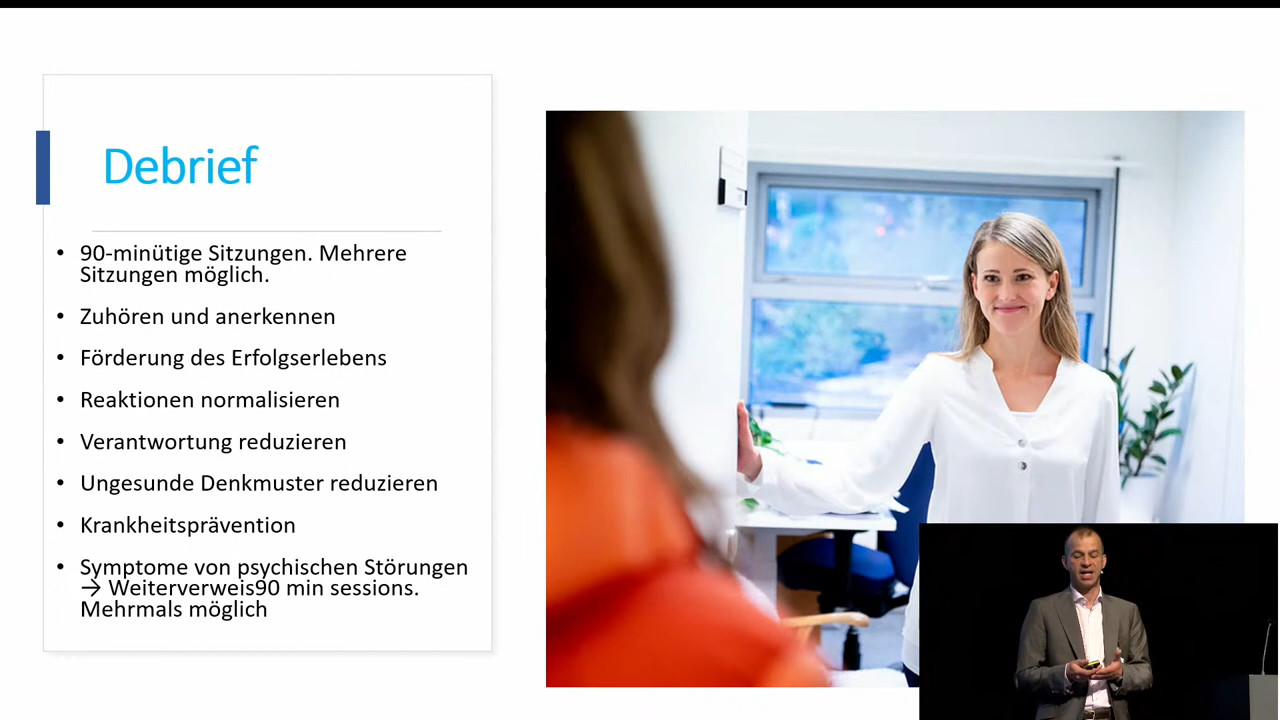 Debrief
• 90-minütige Sitzungen. Mehrere
Sitzungen möglich.
• Zuhören und anerkennen
• Förderung des Erfolgserlebens
• Reaktionen normalisieren
• Verantwortung reduzieren
• Ungesunde Denkmuster reduzieren
• Krankheitsprävention
• Symptome von psychischen Störungen
→ Weiterverweis90 min sessions.
Mehrmals möglich